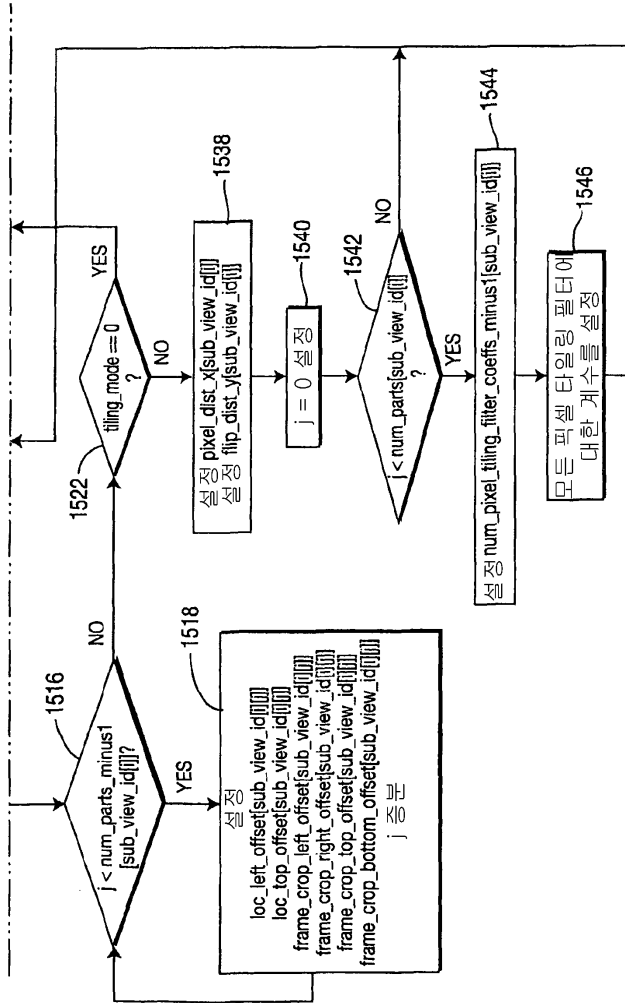 1516
j < num_parts_minus1
[sub_view_id[i]]?
NO
YES
1518
설정
loc_left_offset[sub_view_id[i][j]]
loc_top_offset[sub_view_id[i][j]]
frame_crop_left_offset[sub_view_id[i][j]]
frame_crop_right_offset[sub_view_id[i][j]]
frame_crop_top_offset[sub_view_id[i][j]]
frame_crop_bottom_offset[sub_view_id[i][j]]
j 증분
1522
tiling_mode == 0
?
YES
NO
1538
설정 pixel_dist_x[sub_view_id[i]]
설정 flip_dist_y[sub_view_id[i]]
1540
j = 0 설정
1542
j < num_parts[sub_view_id[i]]
?
NO
YES
1544
설정 num_pixel_tiling_filter_coeffs_minus1[sub_view_id[i]]
1546
모든 픽셀 타일링 필터에
대한 계수를 설정